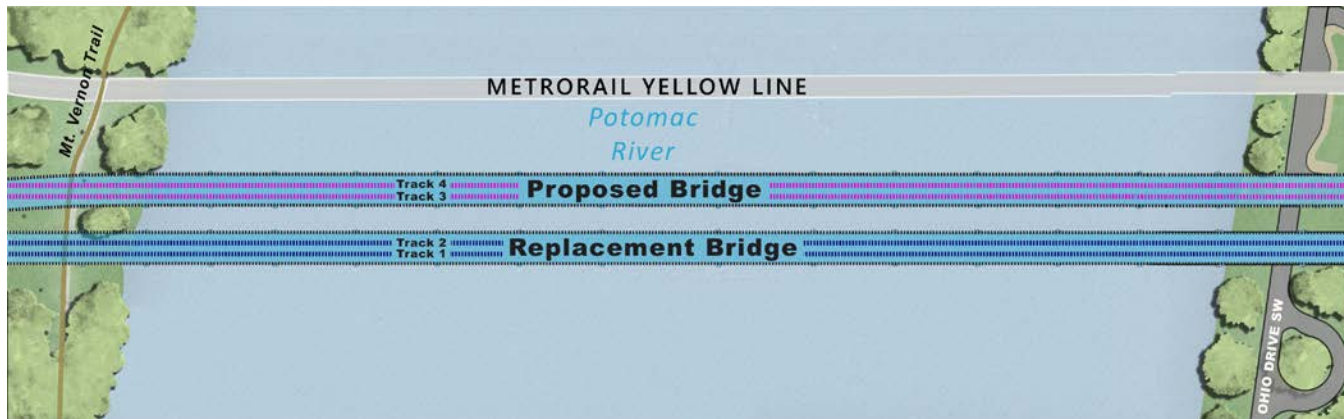 Mt. Vernon Trail
METRORAIL YELLOW LINE
Potomac
River
Track 4
Track 3
Proposed Bridge
Track 2
Track 1
Replacement Bridge
OHIO DRIVE SW